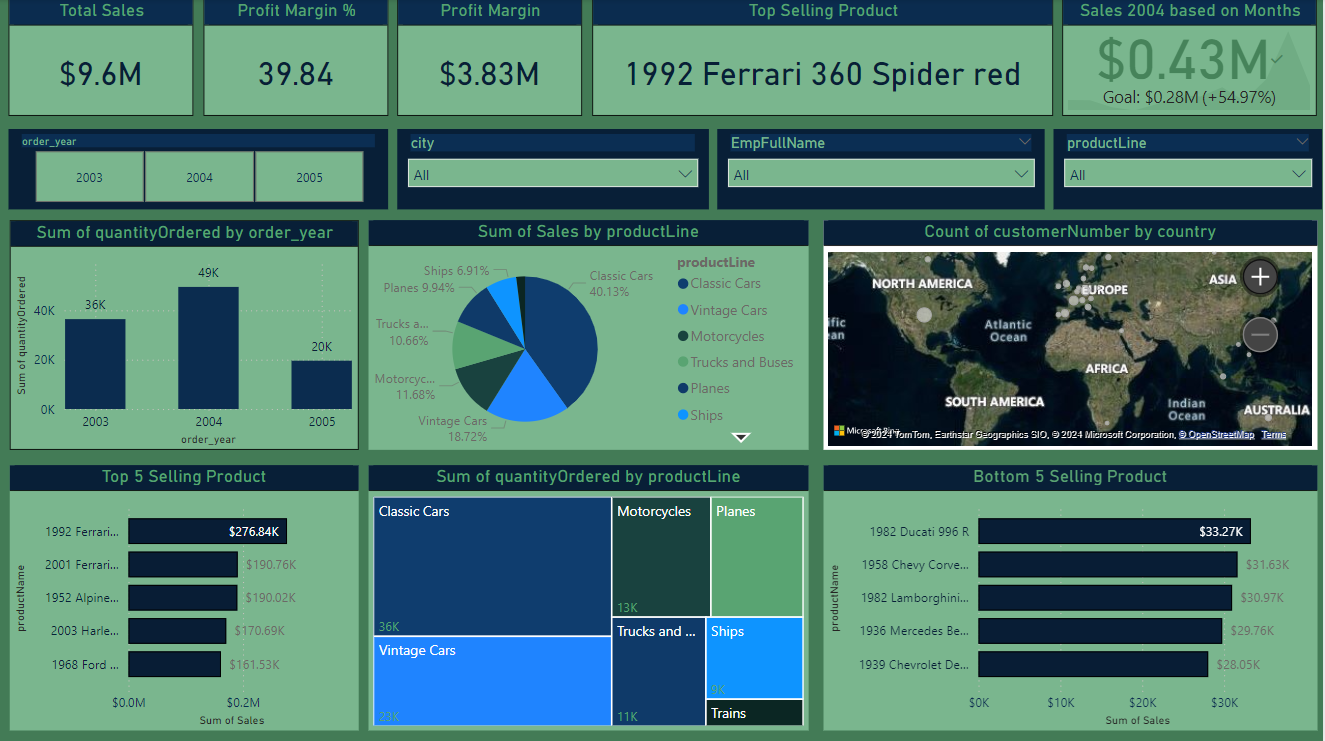 Total Sales
$9.6M
Profit Margin %
39.84
Profit Margin
$3.83M
Top Selling Product
1992 Ferrari 360 Spider red
Sales 2004 based on Months
$0.43M
Goal: $0.28M (+54.97%)
order_year
2003
2004
2005
city
All
EmpFullName
All
productLine
All
Sum of quantityOrdered by order_year
Sum of quantityOrdered
40K
20K
0K
36K
49K
20K
2003
2004
2005
order_year
Sum of Sales by productLine
Ships 6.91%
Planes 9.94%
Trucks a...
10.66%
Motorcyc...
11.68%
Vintage Cars
18.72%
Classic Cars
40.13%
productLine
Classic Cars
Vintage Cars
Motorcycles
Trucks and Buses
Planes
Ships
Count of customerNumber by country
NORTH AMERICA
EUROPE
ASIA
ific
an
Atlantic
Ocean
AFRICA
SOUTH AMERICA
Indian
Ocean
AUSTRALIA
Microsoft Bing
© 2024 TomTom, Earthstar Geographics SIO, © 2024 Microsoft Corporation, © OpenStreetMap Terms
Top 5 Selling Product
productName
1992 Ferrari...
$276.84K
2001 Ferrari...
$190.76K
1952 Alpine...
$190.02K
2003 Harle...
$170.69K
1968 Ford ...
$161.53K
$0.0M
$0.2M
Sum of Sales
Sum of quantityOrdered by productLine
Classic Cars
36K
Vintage Cars
23K
Motorcycles
13K
Planes
Trucks and ...
11K
Ships
9K
Trains
Bottom 5 Selling Product
productName
1982 Ducati 996 R
$33.27K
1958 Chevy Corve...
$31.63K
1982 Lamborghini...
$30.97K
1936 Mercedes Be...
$29.76K
1939 Chevrolet De...
$28.05K
$0K
$10K
$20K
$30K
Sum of Sales